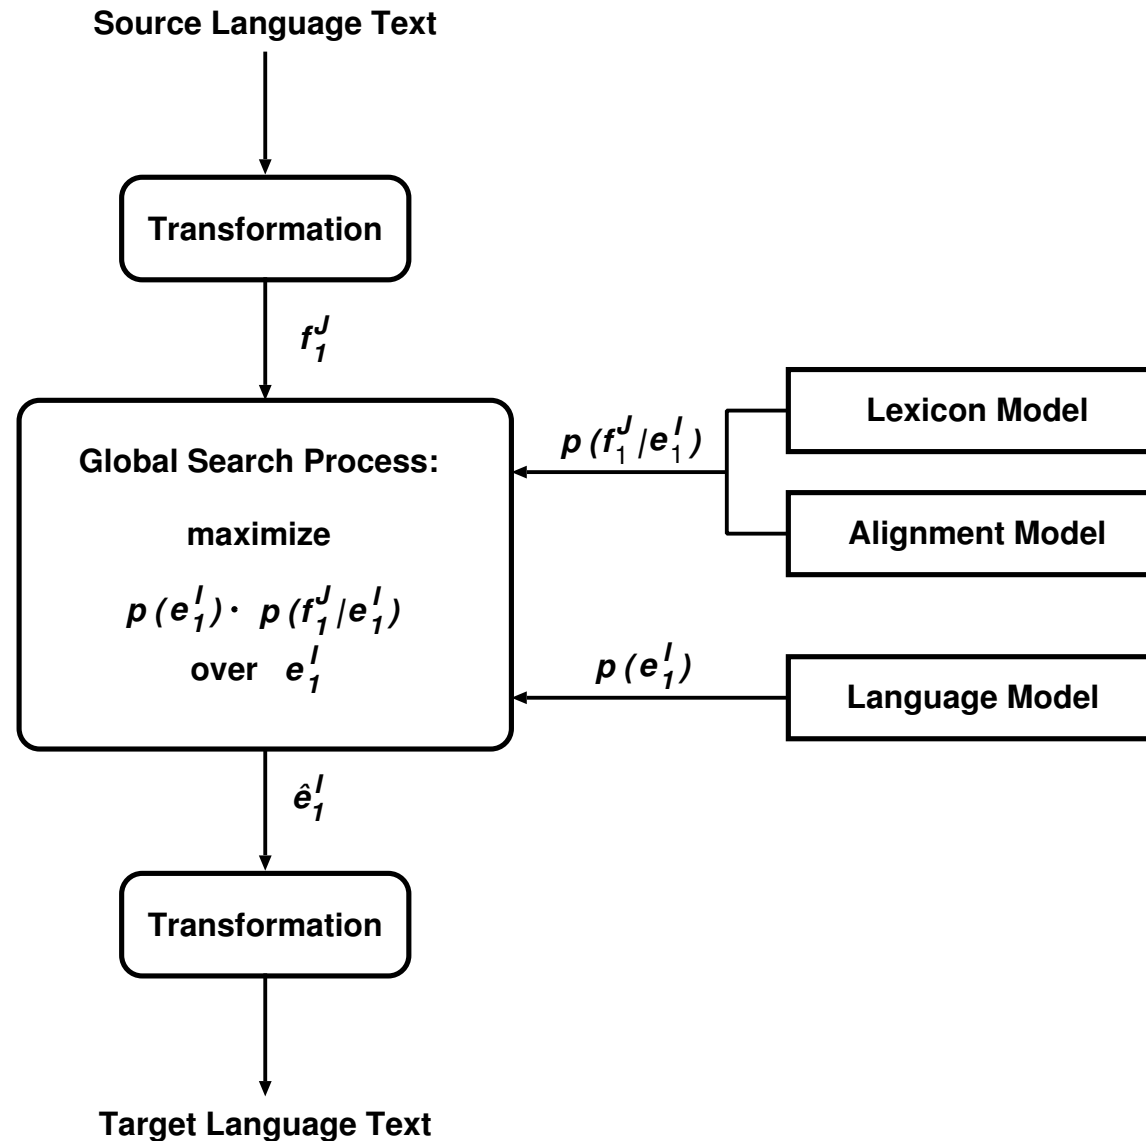 Source Language Text
Transformation
f_1^J
Global Search Process:
maximize
p(e_1^I) · p(f_1^J/e_1^I)
over e_1^I
p(f_1^J/e_1^I)
Lexicon Model
Alignment Model
p(e_1^I)
Language Model
ê_1^I
Transformation
Target Language Text